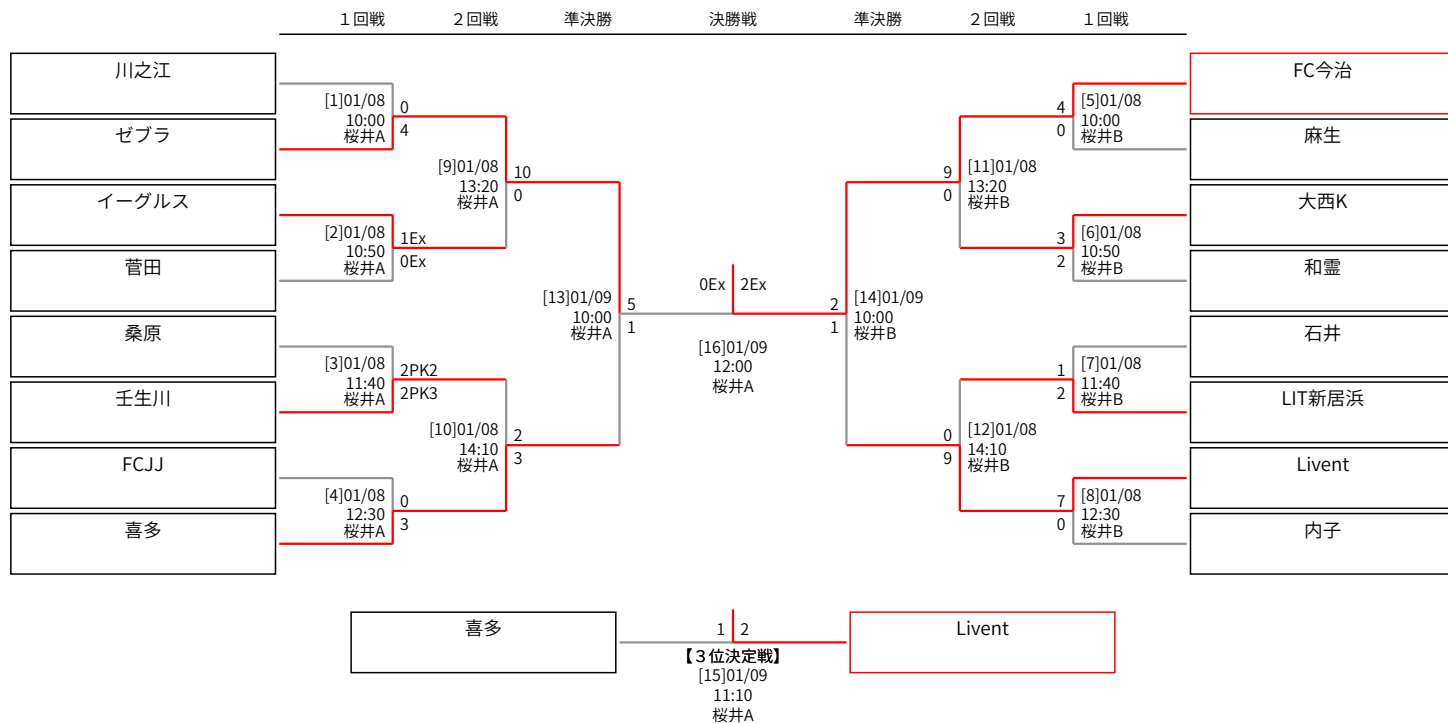 １回戦 ２回戦 準決勝 決勝戦 準決勝 ２回戦 １回戦
川之江
ゼブラ
イーグルス
菅田
桑原
壬生川
FCJJ
喜多
[1]01/08
10:00
桜井A
0
4
[2]01/08
10:50
桜井A
1Ex
0Ex
[3]01/08
11:40
桜井A
2PK2
2PK3
[4]01/08
12:30
桜井A
0
3
[9]01/08
13:20
桜井A
10
0
[10]01/08
14:10
桜井A
2
3
[13]01/09
10:00
桜井A
5
1
0Ex 2Ex
[16]01/09
12:00
桜井A
2
1
[14]01/09
10:00
桜井B
9
0
[11]01/08
13:20
桜井B
0
9
[12]01/08
14:10
桜井B
4
0
[5]01/08
10:00
桜井B
3
2
[6]01/08
10:50
桜井B
1
2
[7]01/08
11:40
桜井B
7
0
[8]01/08
12:30
桜井B
FC今治
麻生
大西K
和霊
石井
LIT新居浜
Livent
内子
喜多 1 2 Livent
【３位決定戦】
[15]01/09
11:10
桜井A